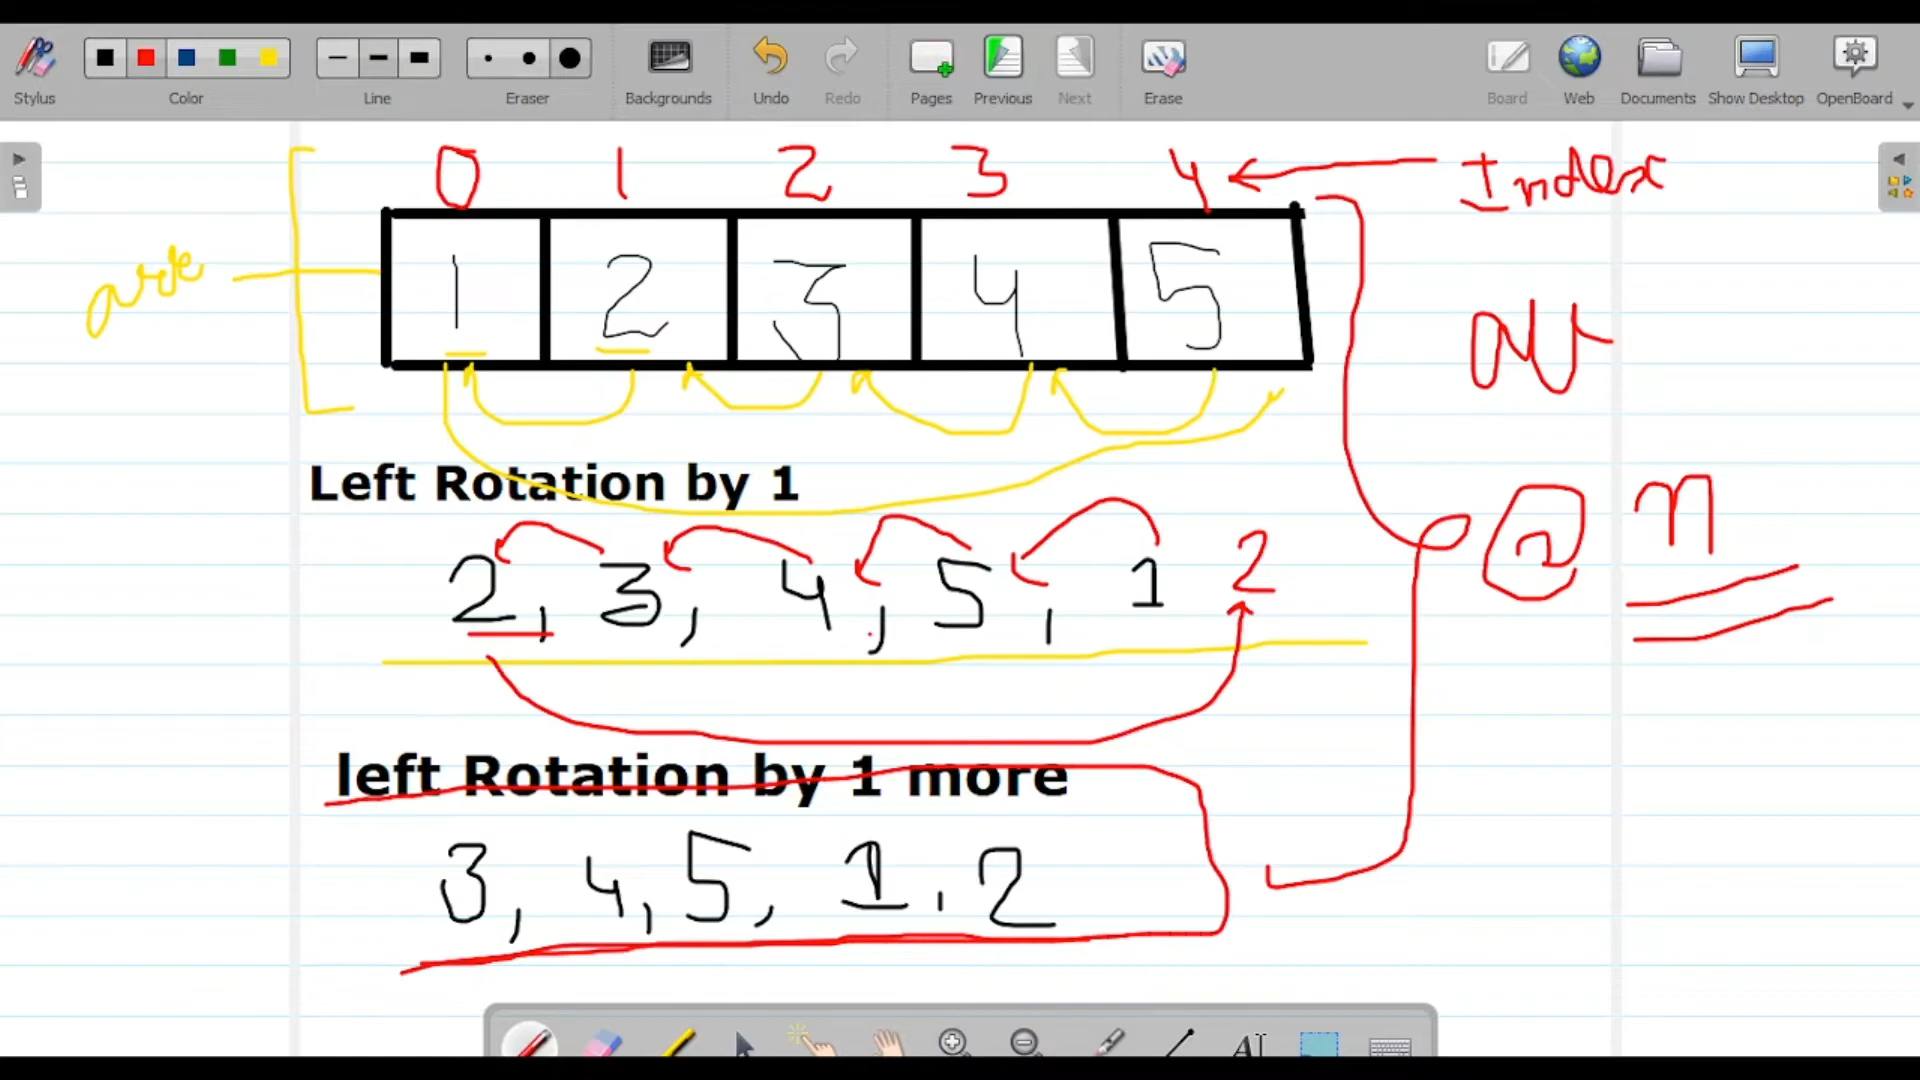 Stylus Color Line Eraser Backgrounds Undo Redo Pages Previous Next Erase Board Web Documents Show Desktop OpenBoard
0 1 2 3 4 Index
1 2 3 4 5
Left Rotation by 1
2, 3, 4, 5, 1 2
2 n
left Rotation by 1 more
3, 4, 5, 1, 2